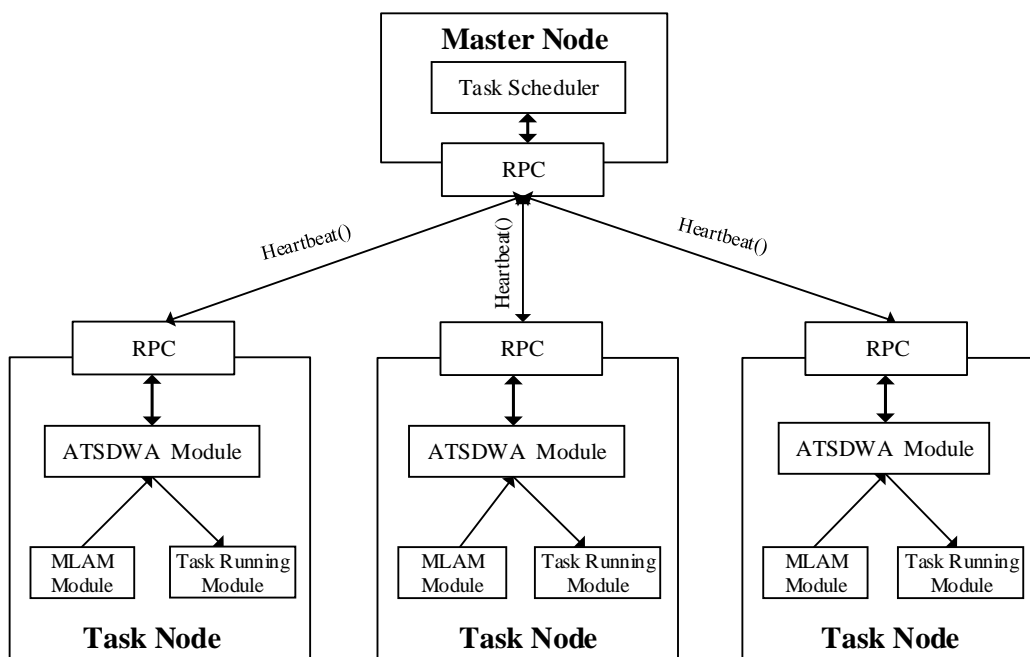 Master Node
Task Scheduler
RPC
Heartbeat()
Heartbeat()
Heartbeat()
RPC
ATSDWA Module
MLAM
Module
Task Running
Module
Task Node
RPC
ATSDWA Module
MLAM
Module
Task Running
Module
Task Node
RPC
ATSDWA Module
MLAM
Module
Task Running
Module
Task Node